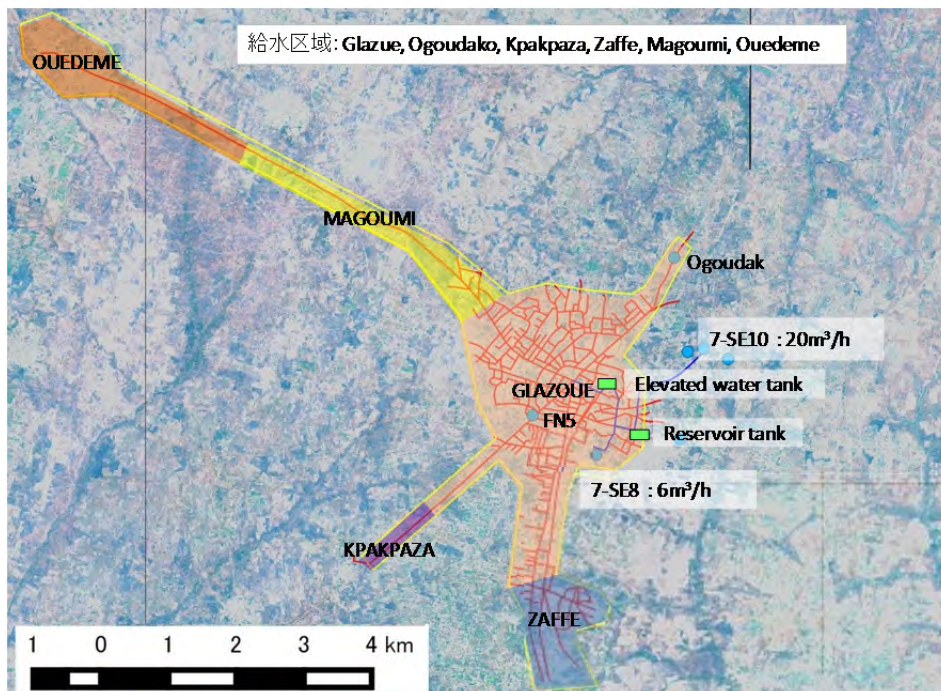 給水区域: Glazue, Ogoudako, Kpakpaza, Zaffe, Magoumi, Ouedeme
OUEDEME
MAGOUMI
Ogoudak
7-SE10 : 20m³/h
GLAZOUE
Elevated water tank
FN5
Reservoir tank
7-SE8 : 6m³/h
KPAKPAZA
ZAFFE
1 0 1 2 3 4 km